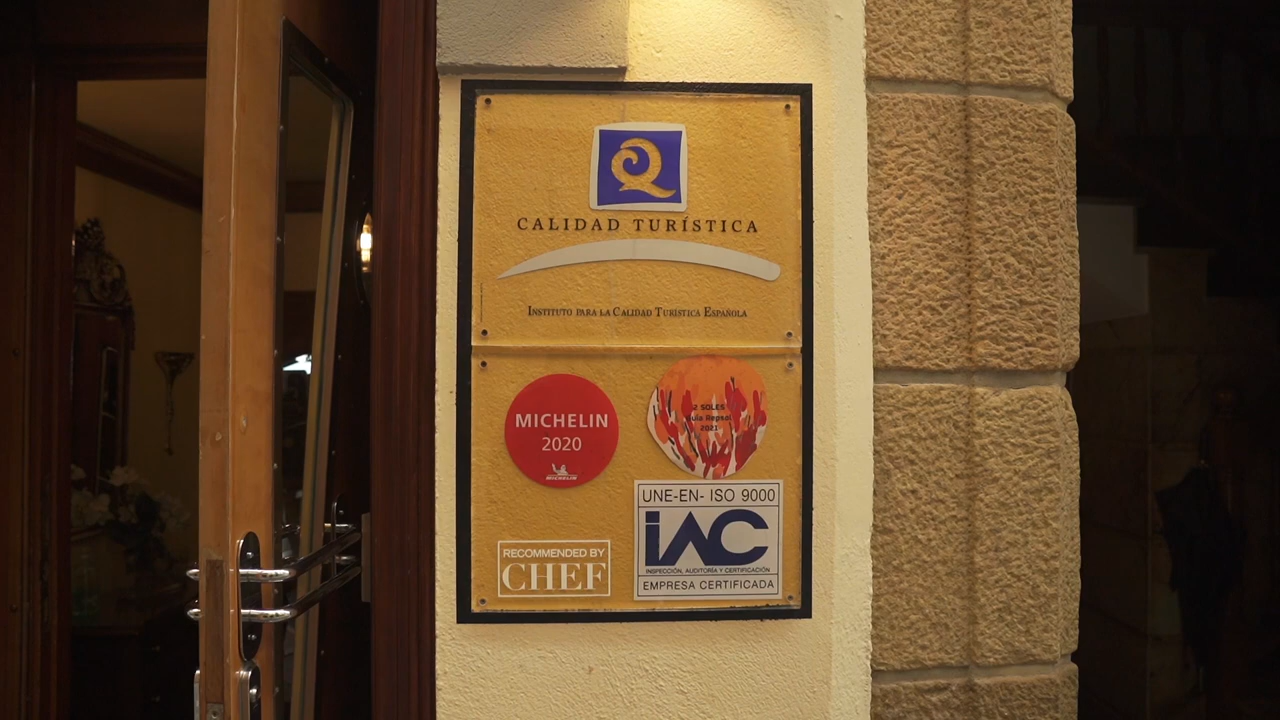 Q
CALIDAD TURÍSTICA
INSTITUTO PARA LA CALIDAD TURÍSTICA ESPAÑOLA
MICHELIN
2020
MICHELIN
2 SOLES
Guía Repsol
2021
RECOMMENDED BY
CHEF
UNE-EN- ISO 9000
iAC
INSPECCIÓN, AUDITORÍA Y CERTIFICACIÓN
EMPRESA CERTIFICADA